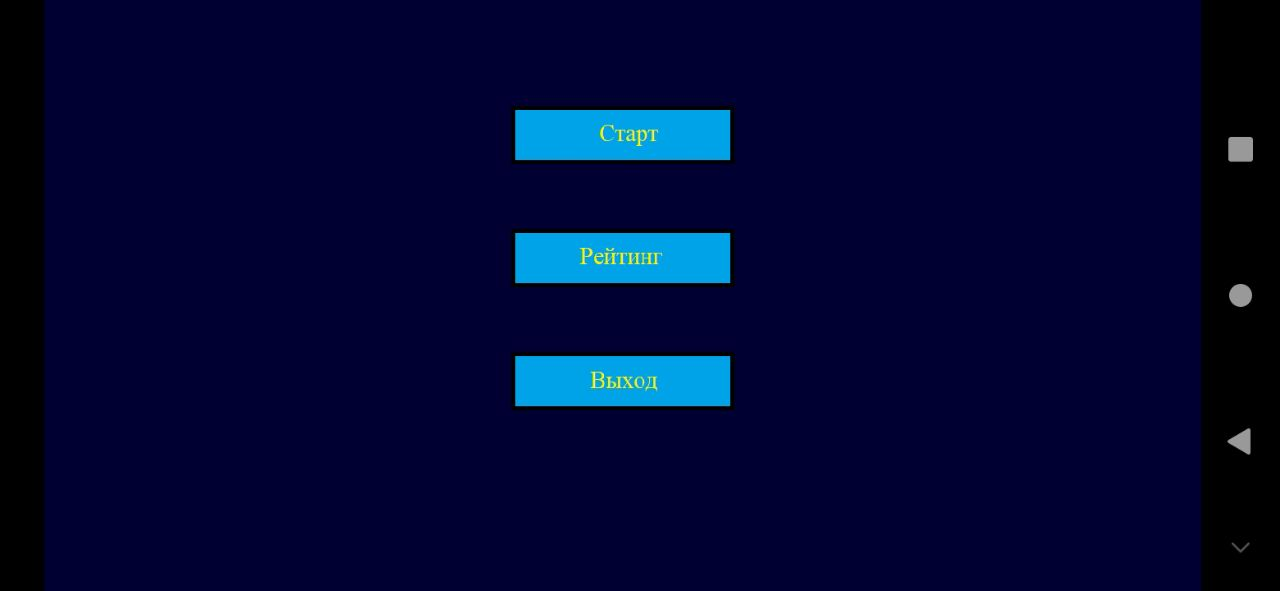 Старт
Рейтинг
Выход